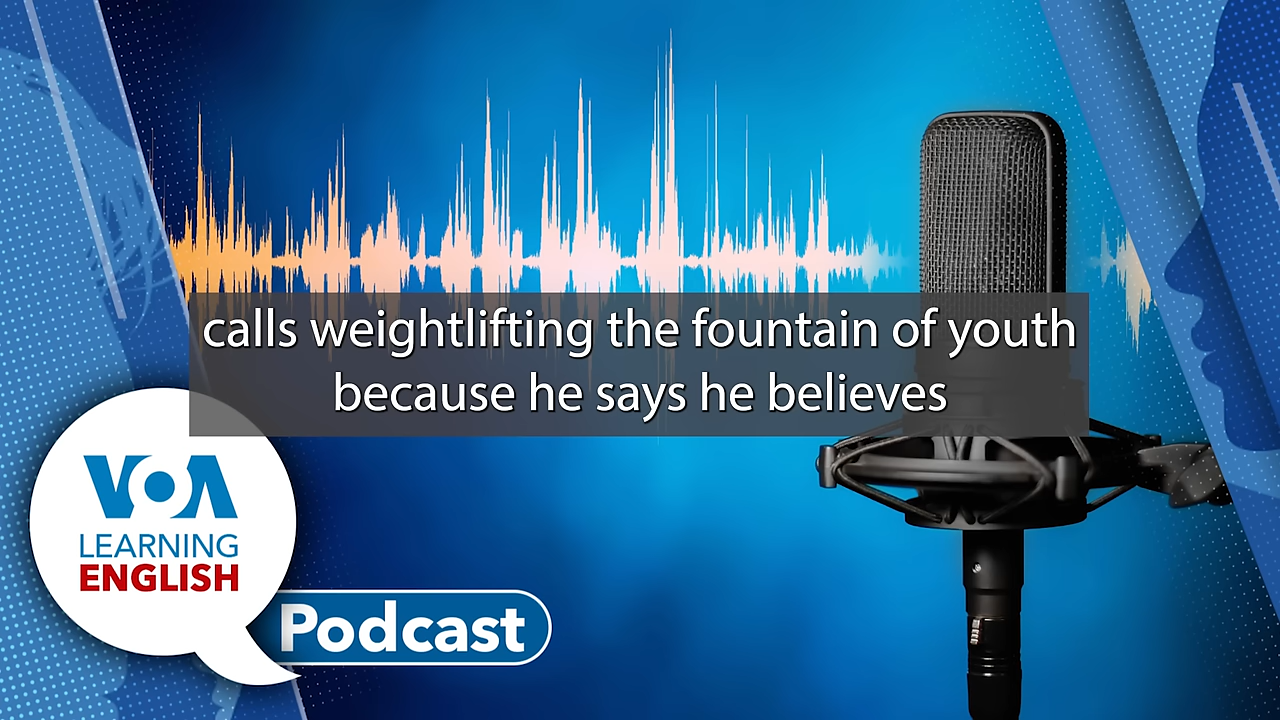 calls weightlifting the fountain of youth
because he says he believes
VOA
LEARNING
ENGLISH
Podcast